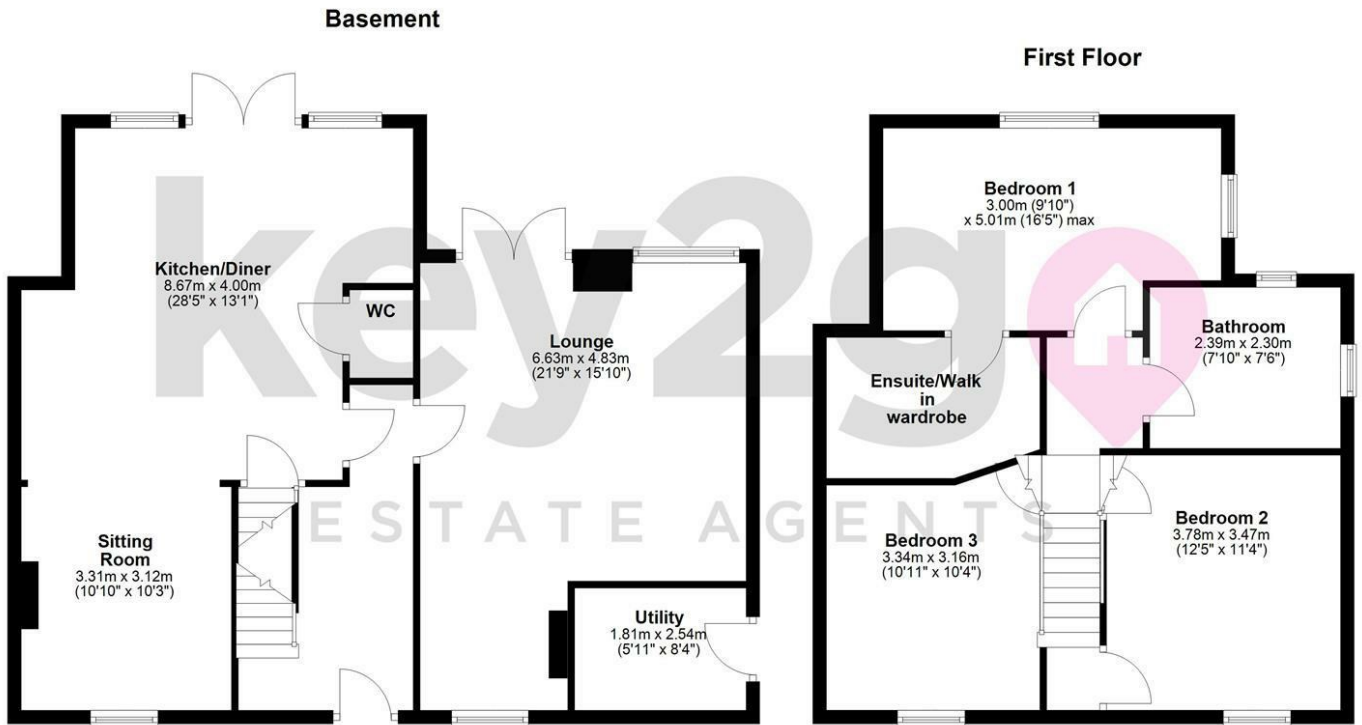 Basement
First Floor
Bedroom 1
3.00m (9'10")
x 5.01m (16'5") max
Kitchen/Diner
8.67m x 4.00m
(28'5" x 13'1")
WC
Lounge
6.63m x 4.83m
(21'9" x 15'10")
Bathroom
2.39m x 2.30m
(7'10" x 7'6")
Ensuite/Walk
in
wardrobe
key2g
ESTATE AGENTS
Sitting
Room
3.31m x 3.12m
(10'10" x 10'3")
Bedroom 3
3.34m x 3.16m
(10'11" x 10'4")
Bedroom 2
3.78m x 3.47m
(12'5" x 11'4")
Utility
1.81m x 2.54m
(5'11" x 8'4")